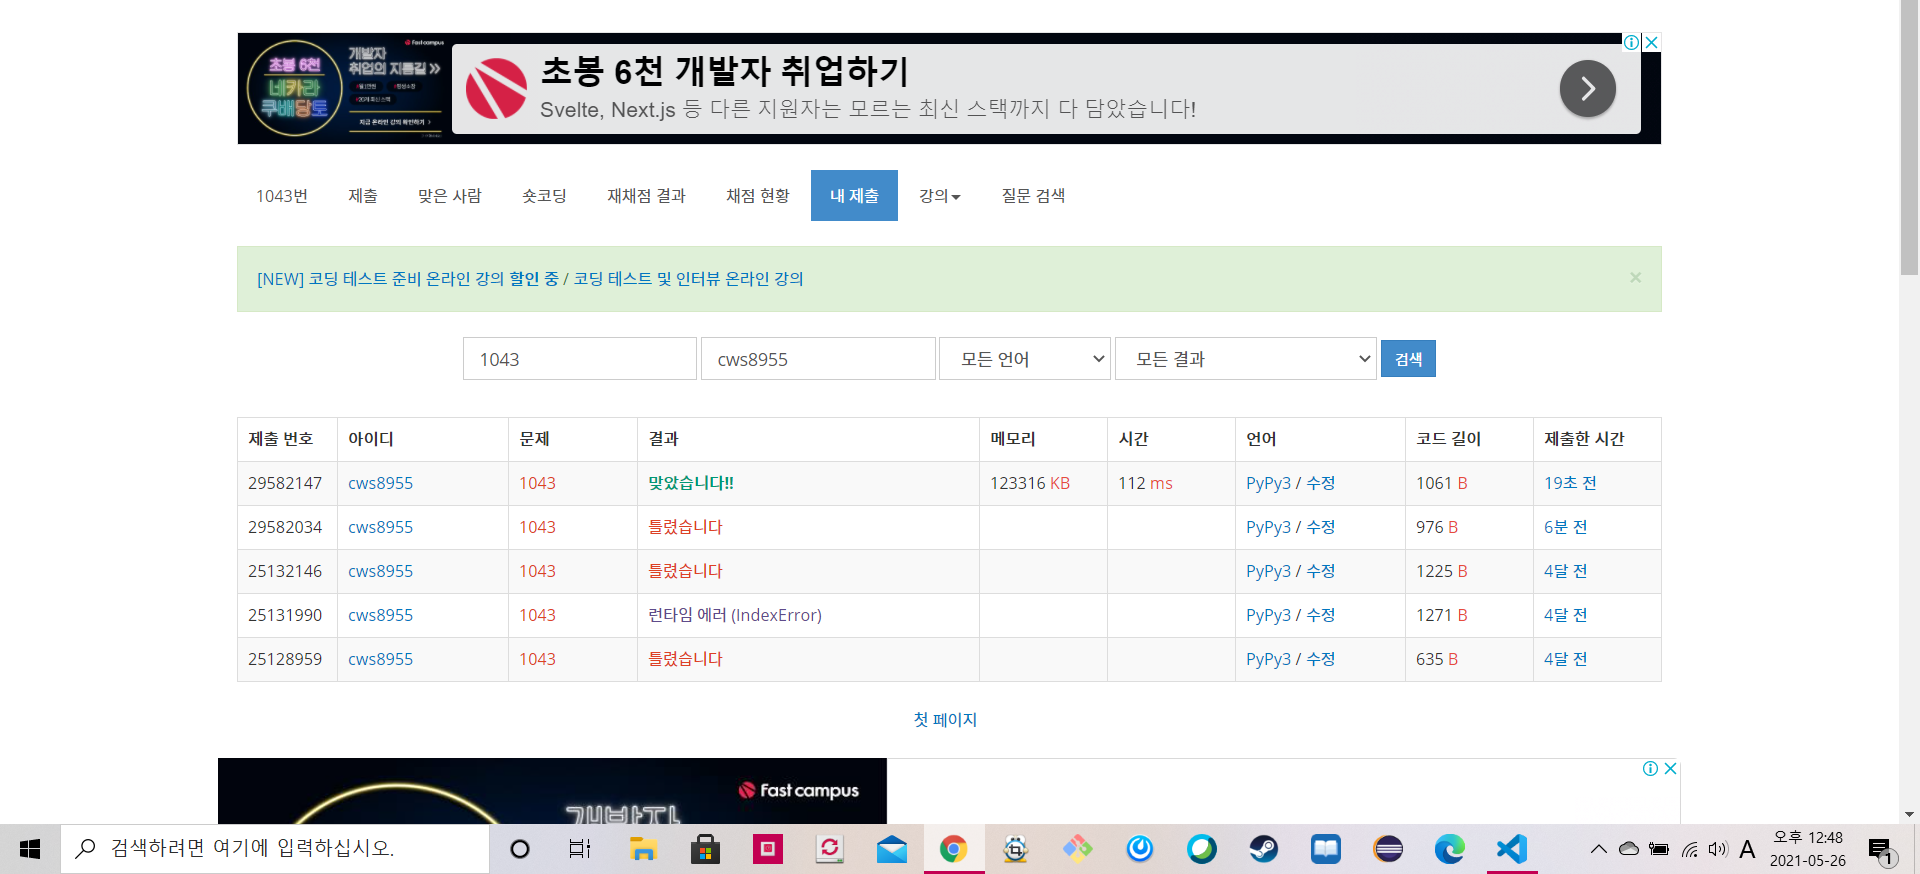 초봉 6천
네카라
쿠배당토
Fastcampus
개발자
취업의 지름길
지금 온라인 강의 확인하기
초봉 6천 개발자 취업하기
Svelte, Next.js 등 다른 지원자는 모르는 최신 스택까지 다 담았습니다!
1043번 제출 맞은 사람 숏코딩 재채점 결과 채점 현황 내 제출 강의 질문 검색
[NEW] 코딩 테스트 준비 온라인 강의 할인 중 / 코딩 테스트 및 인터뷰 온라인 강의 ×
1043 cws8955 모든 언어 모든 결과 검색
제출 번호 아이디 문제 결과 메모리 시간 언어 코드 길이 제출한 시간
29582147 cws8955 1043 맞았습니다!! 123316 KB 112 ms PyPy3 / 수정 1061 B 19초 전
29582034 cws8955 1043 틀렸습니다 PyPy3 / 수정 976 B 6분 전
25132146 cws8955 1043 틀렸습니다 PyPy3 / 수정 1225 B 4달 전
25131990 cws8955 1043 런타임 에러 (IndexError) PyPy3 / 수정 1271 B 4달 전
25128959 cws8955 1043 틀렸습니다 PyPy3 / 수정 635 B 4달 전
첫 페이지
Fast campus
개발자
검색하려면 여기에 입력하십시오.
A
오후 12:48
2021-05-26
1